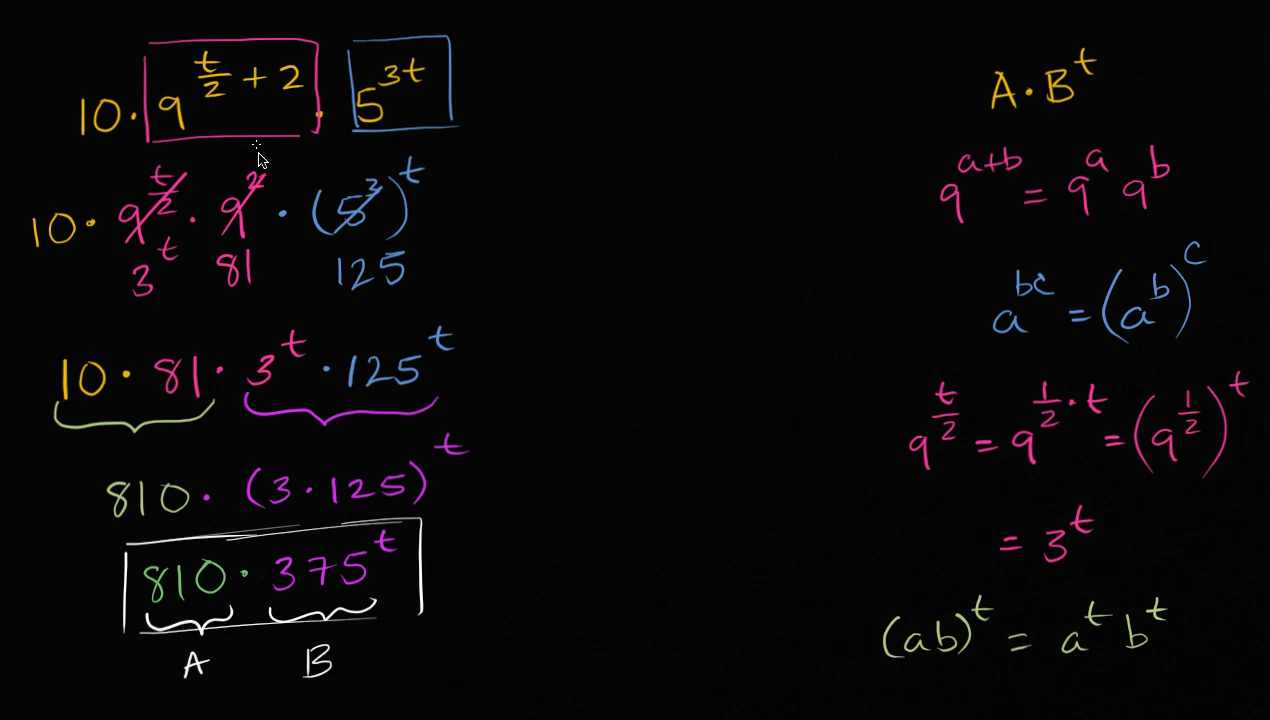 10 · 9^(t/2 + 2) · 5^(3t)
10 · 9^(t/2) · 9^2 · (5^3)^t
3^t 81 125
10 · 81 · 3^t · 125^t
810 · (3 · 125)^t
810 · 375^t
A B
A · B^t
9^(a+b) = 9^a 9^b
a^(bc) = (a^b)^c
9^(t/2) = 9^(1/2 · t) = (9^(1/2))^t
= 3^t
(ab)^t = a^t b^t